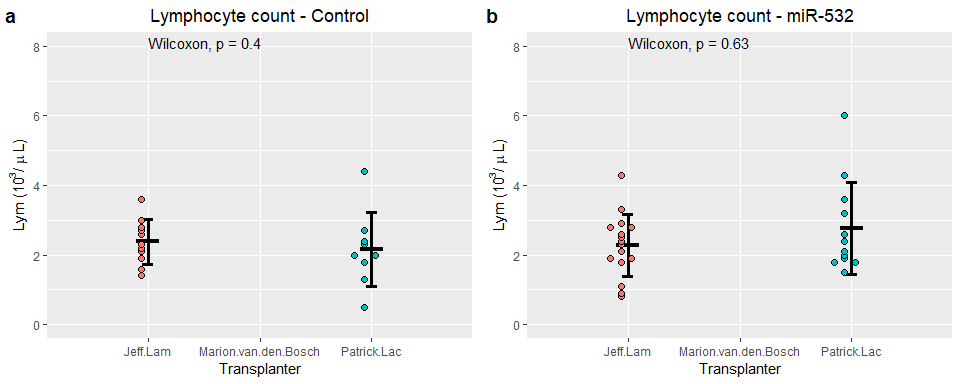 a
Lymphocyte count - Control
Wilcoxon, p = 0.4
Lym (10³/ μ L)
8
6
4
2
0
Jeff.Lam
Marion.van.den.Bosch
Patrick.Lac
Transplanter
b
Lymphocyte count - miR-532
Wilcoxon, p = 0.63
Lym (10³/ μ L)
8
6
4
2
0
Jeff.Lam
Marion.van.den.Bosch
Patrick.Lac
Transplanter